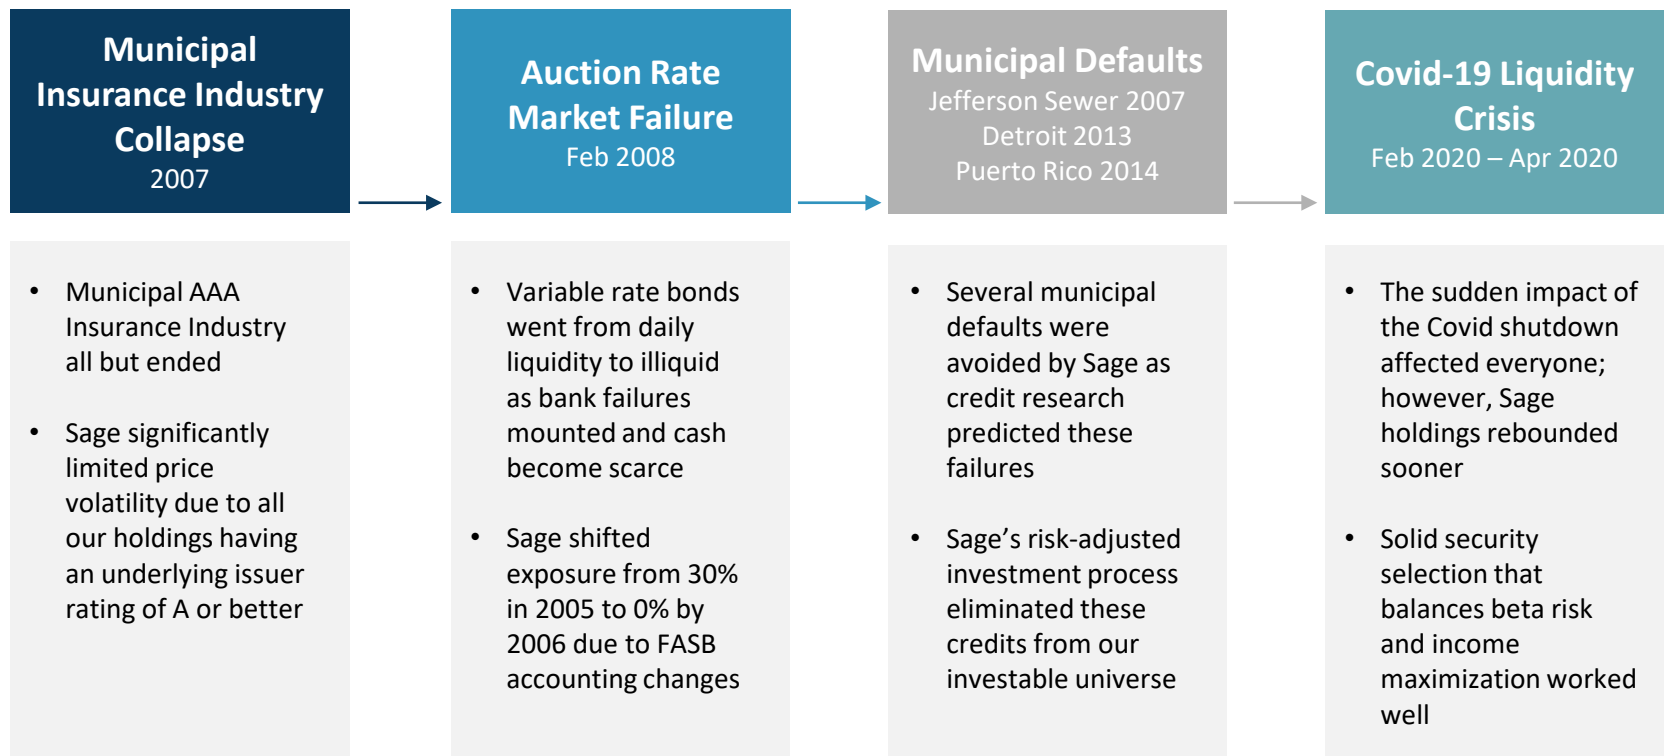 Municipal
Insurance Industry
Collapse
2007
Auction Rate
Market Failure
Feb 2008
Municipal Defaults
Jefferson Sewer 2007
Detroit 2013
Puerto Rico 2014
Covid-19 Liquidity
Crisis
Feb 2020 – Apr 2020
• Municipal AAA
Insurance Industry
all but ended
• Sage significantly
limited price
volatility due to all
our holdings having
an underlying issuer
rating of A or better
• Variable rate bonds
went from daily
liquidity to illiquid
as bank failures
mounted and cash
become scarce
• Sage shifted
exposure from 30%
in 2005 to 0% by
2006 due to FASB
accounting changes
• Several municipal
defaults were
avoided by Sage as
credit research
predicted these
failures
• Sage’s risk-adjusted
investment process
eliminated these
credits from our
investable universe
• The sudden impact of
the Covid shutdown
affected everyone;
however, Sage
holdings rebounded
sooner
• Solid security
selection that
balances beta risk
and income
maximization worked
well